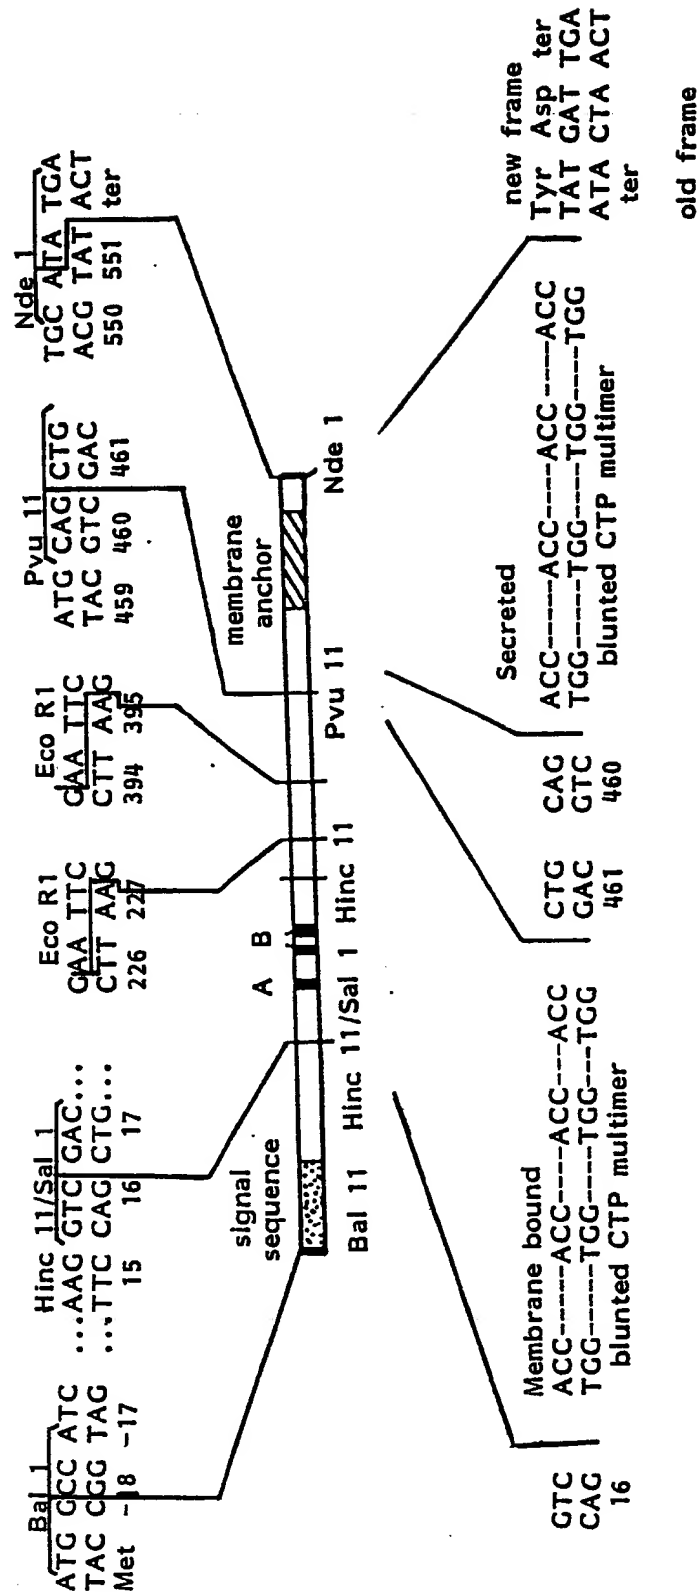 Bal 1
ATG GCC ATC
TAC CGG TAG
Met -18 -17
Hinc 11/Sal 1
...AAG GTC GAC...
...TTC CAG CTG...
15 16 17
Eco R1
GAA TTC
CTT AAG
226 227
Eco R1
GAA TTC
CTT AAG
394 395
Pvu 11
ATG CAG CTG
TAC GTC GAC
459 460 461
Nde 1
TGC ATA TGA
ACG TAT ACT
550 551 ter
signal
sequence
A
B
membrane
anchor
Bal 11
Hinc 11/Sal 1
Hinc 11
Pvu 11
Nde 1
GTC
CAG
16
Membrane bound
ACC------ACC----ACC---ACC
TGG------TGG----TGG---TGG
blunted CTP multimer
CTG
GAC
461
CAG
GTC
460
Secreted
ACC------ACC----ACC----ACC
TGG------TGG----TGG----TGG
blunted CTP multimer
new frame
Tyr Asp ter
TAT GAT TGA
ATA CTA ACT
ter
old frame